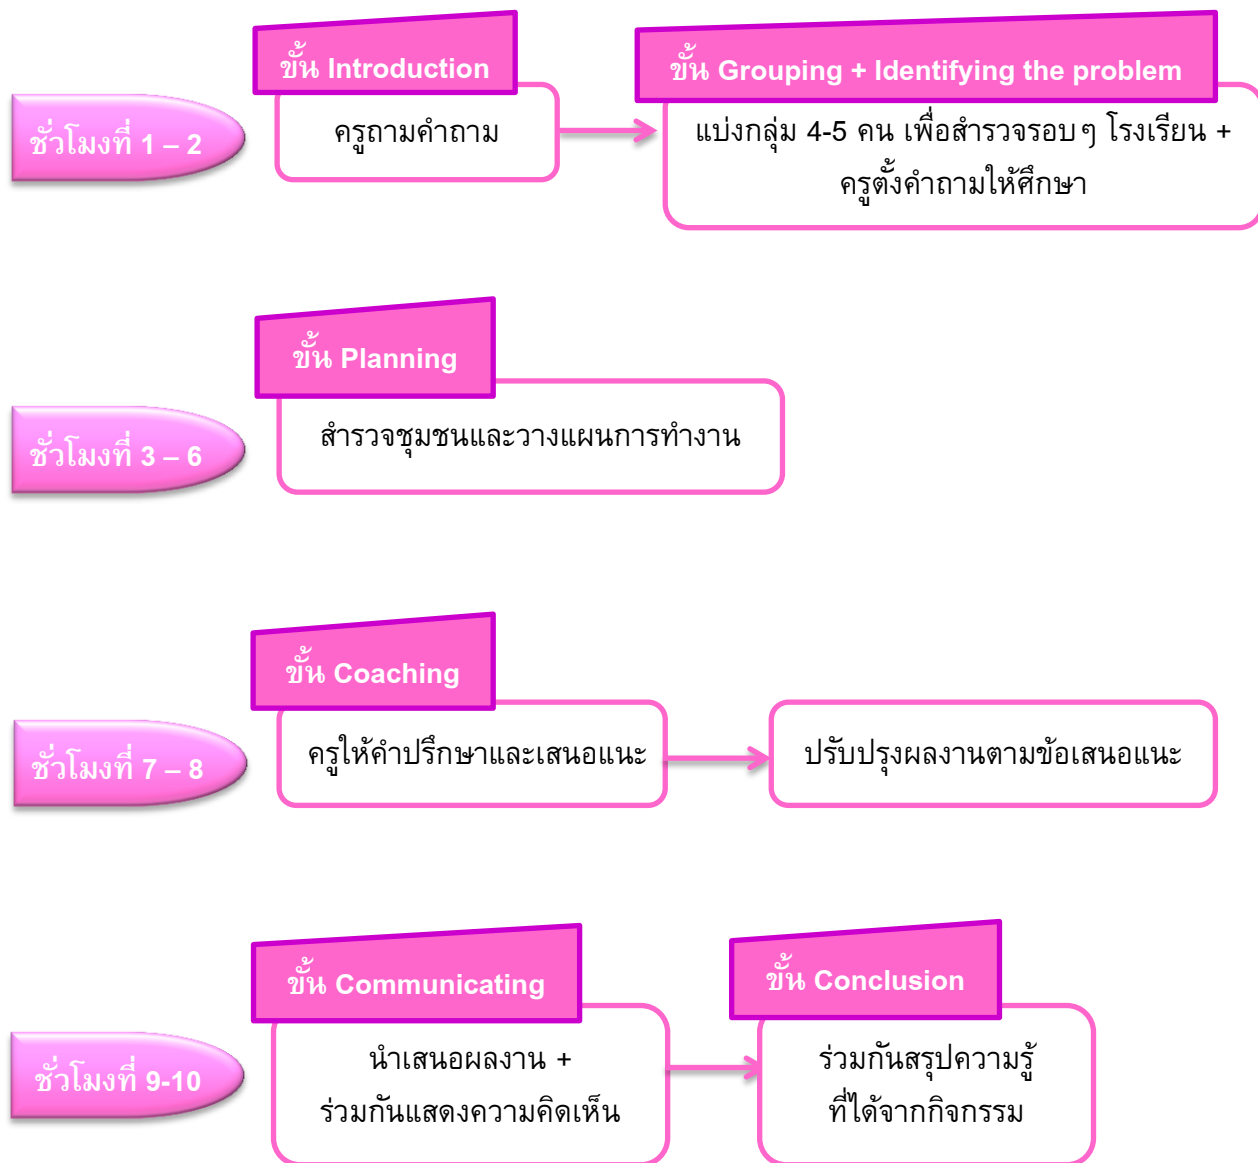 ขั้น Introduction
ขั้น Grouping + Identifying the problem
ชั่วโมงที่ 1 – 2
ครูถามคำถาม
แบ่งกลุ่ม 4-5 คน เพื่อสำรวจรอบๆ โรงเรียน +
ครูตั้งคำถามให้ศึกษา
ขั้น Planning
ชั่วโมงที่ 3 – 6
สำรวจชุมชนและวางแผนการทำงาน
ขั้น Coaching
ชั่วโมงที่ 7 – 8
ครูให้คำปรึกษาและเสนอแนะ
ปรับปรุงผลงานตามข้อเสนอแนะ
ขั้น Communicating
ขั้น Conclusion
ชั่วโมงที่ 9-10
นำเสนอผลงาน +
ร่วมกันแสดงความคิดเห็น
ร่วมกันสรุปความรู้
ที่ได้จากกิจกรรม